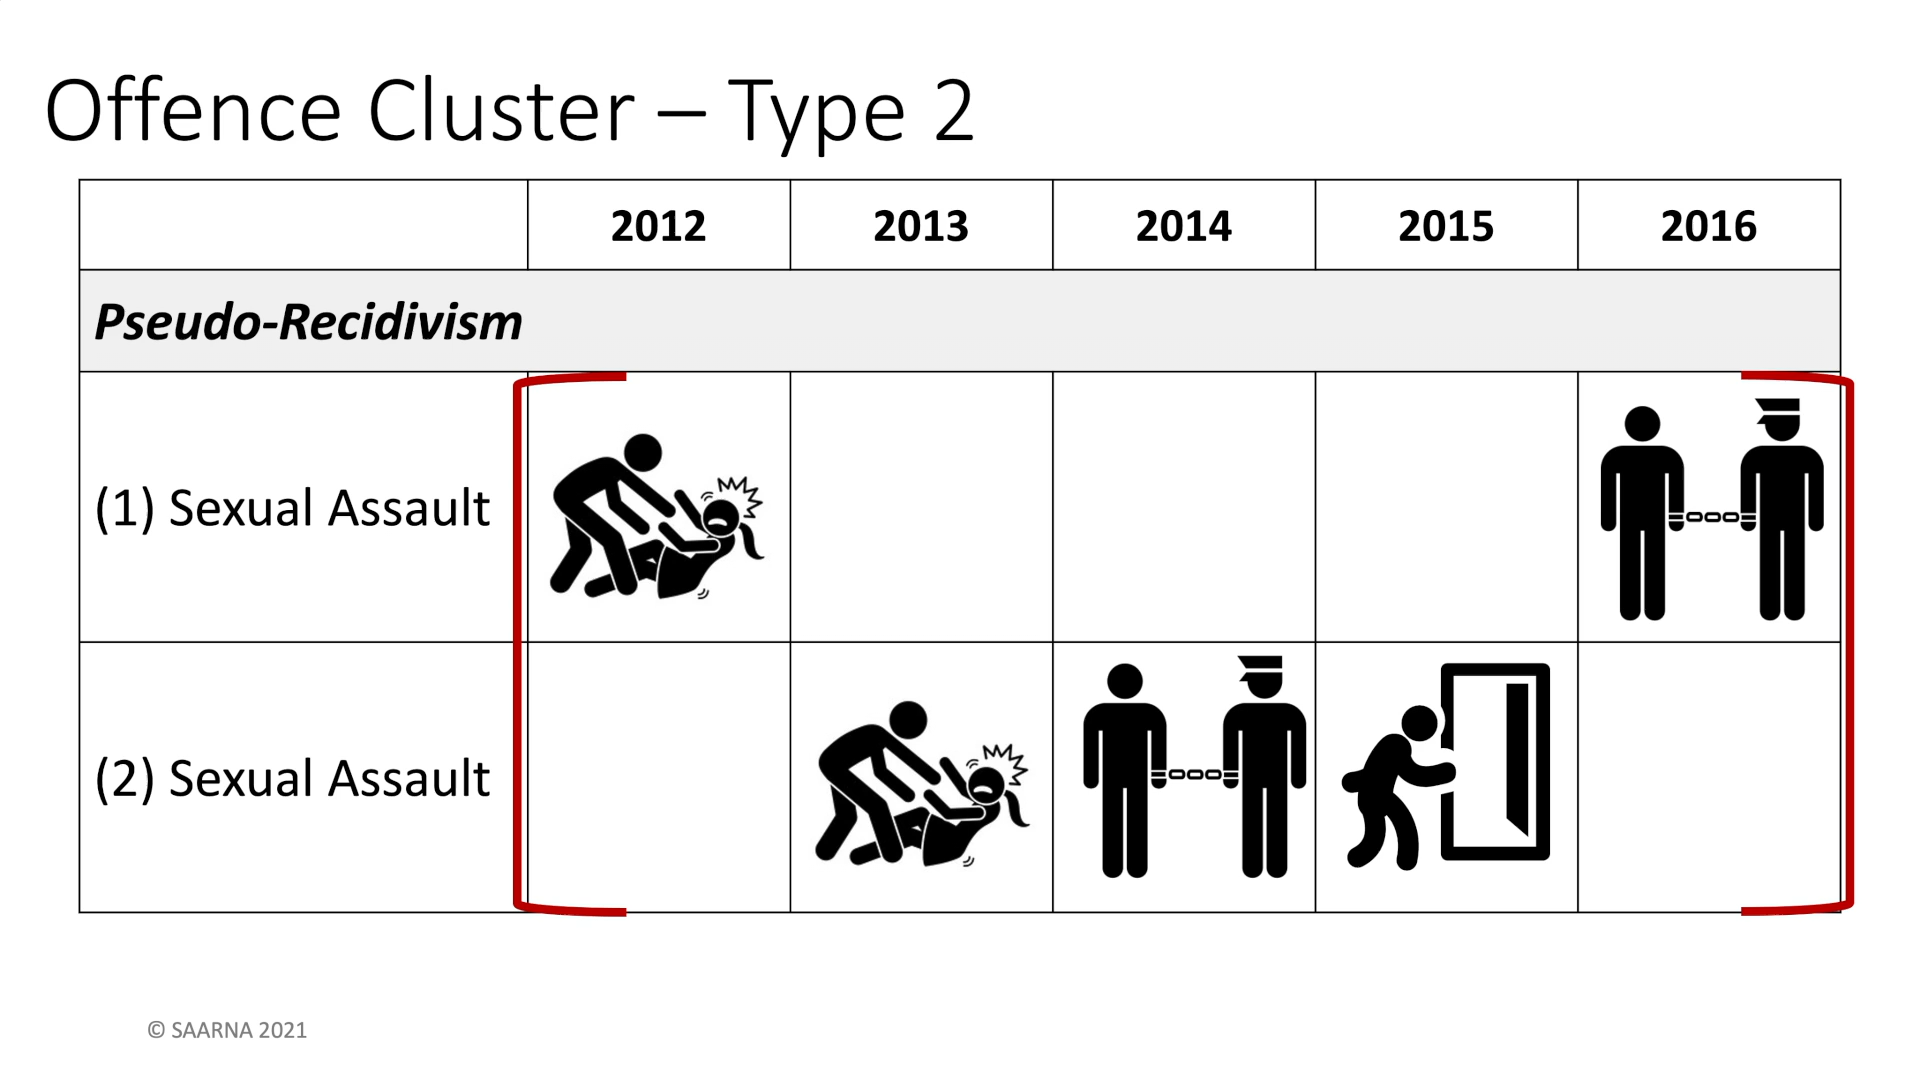 Offence Cluster – Type 2
2012 2013 2014 2015 2016
Pseudo-Recidivism
(1) Sexual Assault
(2) Sexual Assault
© SAARNA 2021